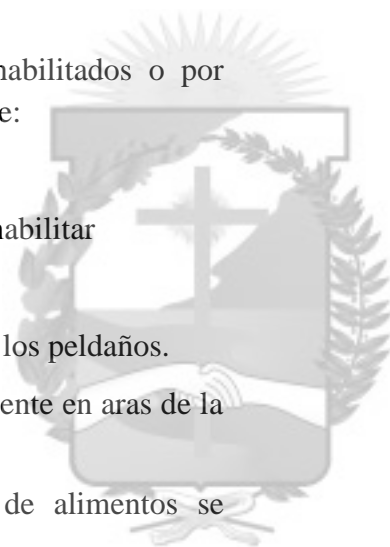 habilitados o por
e:
habilitar
los peldaños.
ente en aras de la
de alimentos se